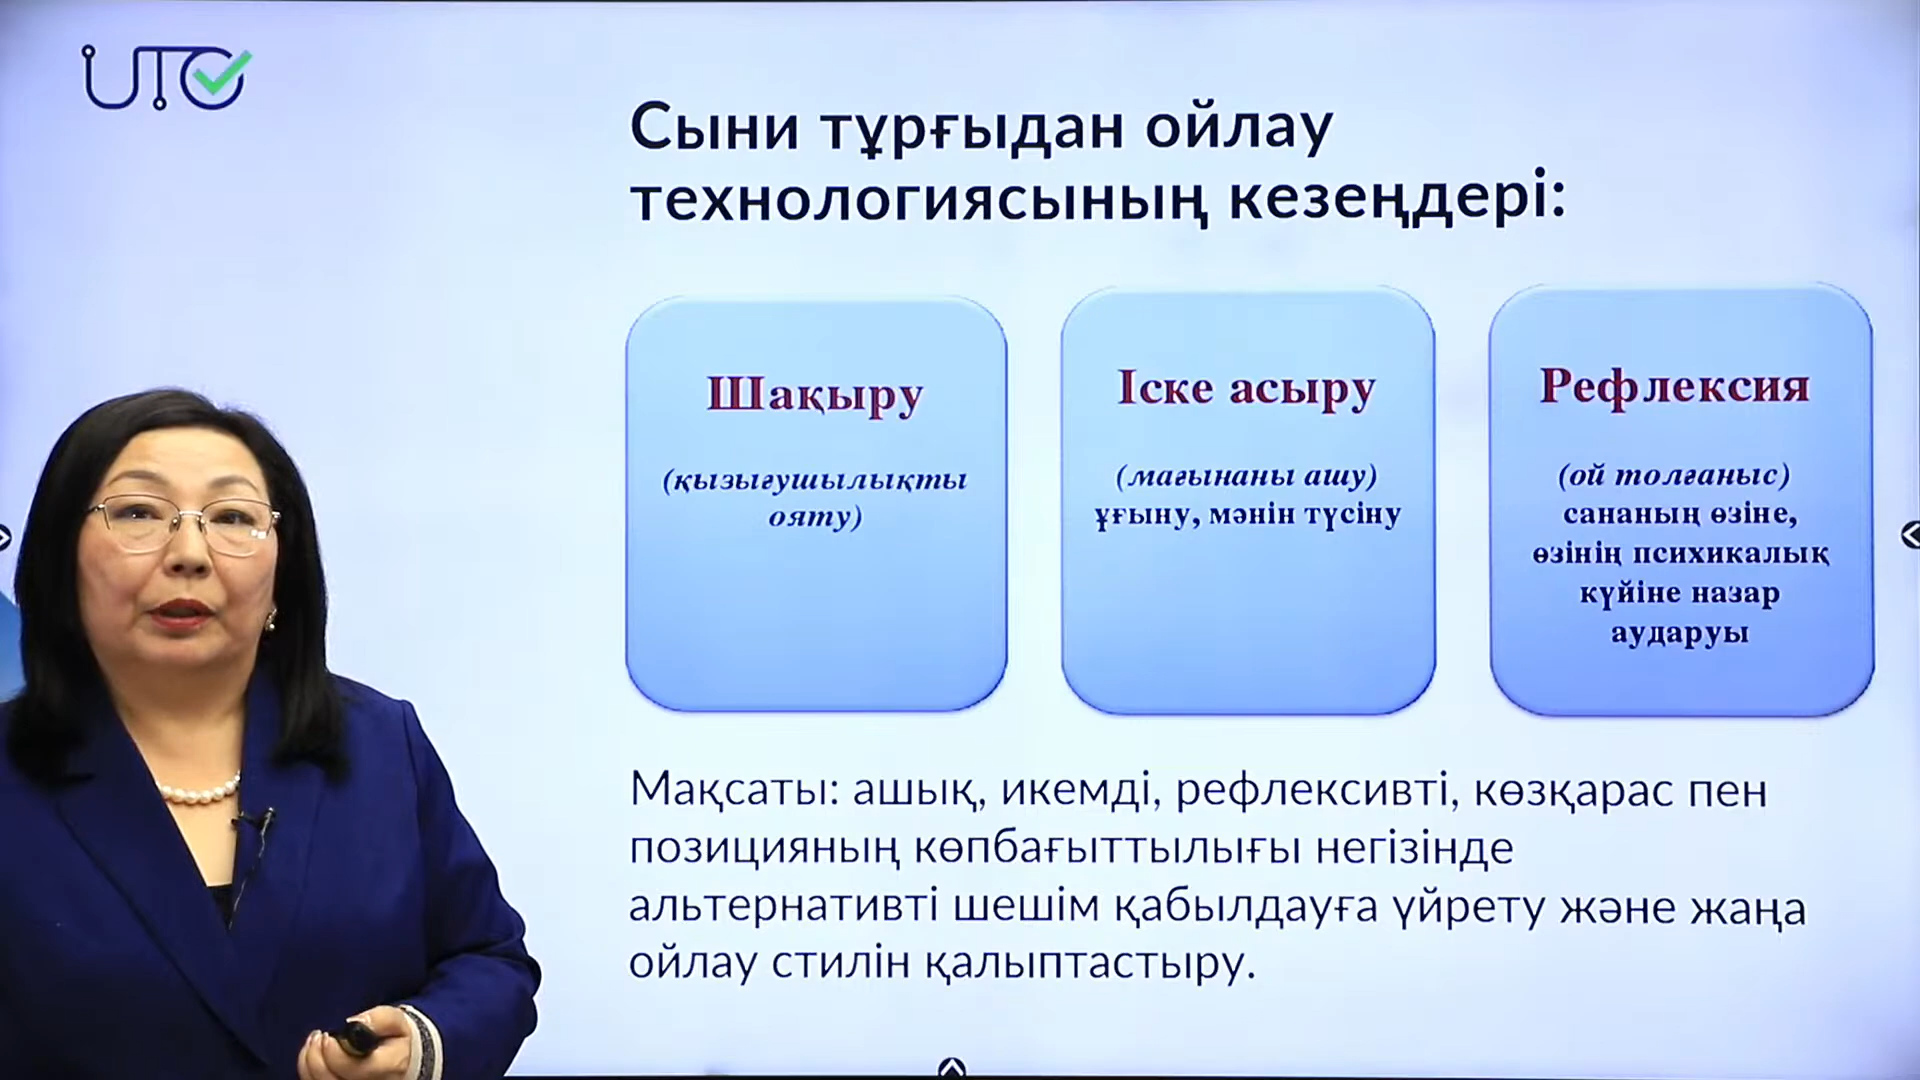 UTO
Сыни тұрғыдан ойлау
технологиясының кезеңдері:
Шақыру
(қызығушылықты
ояту)
Іске асыру
(мағынаны ашу)
ұғыну, мәнін түсіну
Рефлексия
(ой толғаныс)
сананың өзіне,
өзінің психикалық
күйіне назар
аударуы
Мақсаты: ашық, икемді, рефлексивті, көзқарас пен
позицияның көпбағыттылығы негізінде
альтернативті шешім қабылдауға үйрету және жаңа
ойлау стилін қалыптастыру.